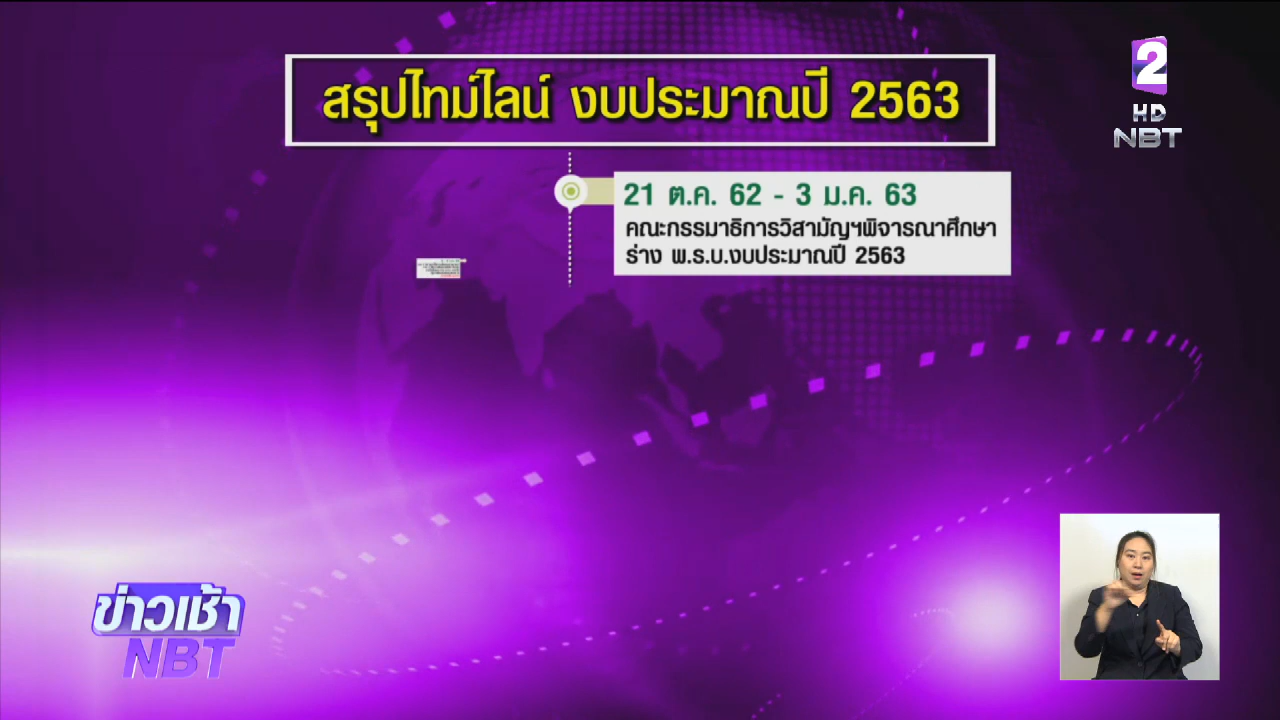 สรุปไทม์ไลน์ งบประมาณปี 2563
2
HD
NBT
21 ต.ค. 62 - 3 ม.ค. 63
คณะกรรมาธิการวิสามัญฯพิจารณาศึกษา
ร่าง พ.ร.บ.งบประมาณปี 2563
ข่าวเช้า
NBT